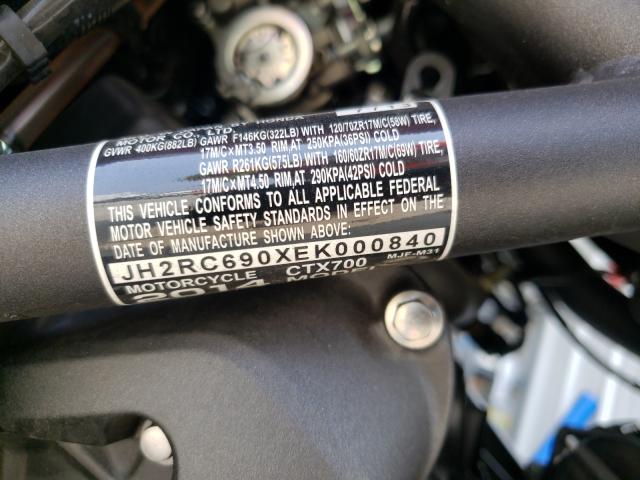 HONDA
MOTOR CO., LTD.
GVWR 400KG(882LB) GAWR F146KG(322LB) WITH 120/70ZR17M/C(58W) TIRE,
17M/C×MT3.50 RIM, AT 250KPA(36PSI) COLD
GAWR R261KG(575LB) WITH 160/60ZR17M/C(69W) TIRE,
17M/C×MT4.50 RIM, AT 290KPA(42PSI) COLD
THIS VEHICLE CONFORMS TO ALL APPLICABLE FEDERAL
MOTOR VEHICLE SAFETY STANDARDS IN EFFECT ON THE
DATE OF MANUFACTURE SHOWN ABOVE.
JH2RC690XEK000840
MOTORCYCLE CTX700 MJF-M31
2014 MODEL